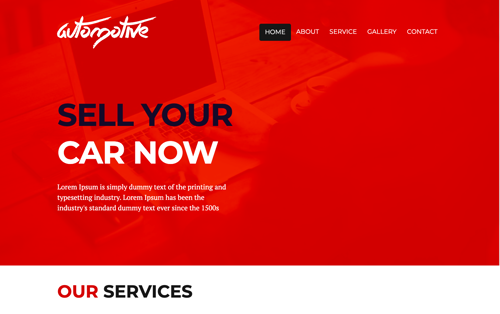 automotive
HOME ABOUT SERVICE GALLERY CONTACT
SELL YOUR
CAR NOW
Lorem Ipsum is simply dummy text of the printing and
typesetting industry. Lorem Ipsum has been the
industry's standard dummy text ever since the 1500s
OUR SERVICES